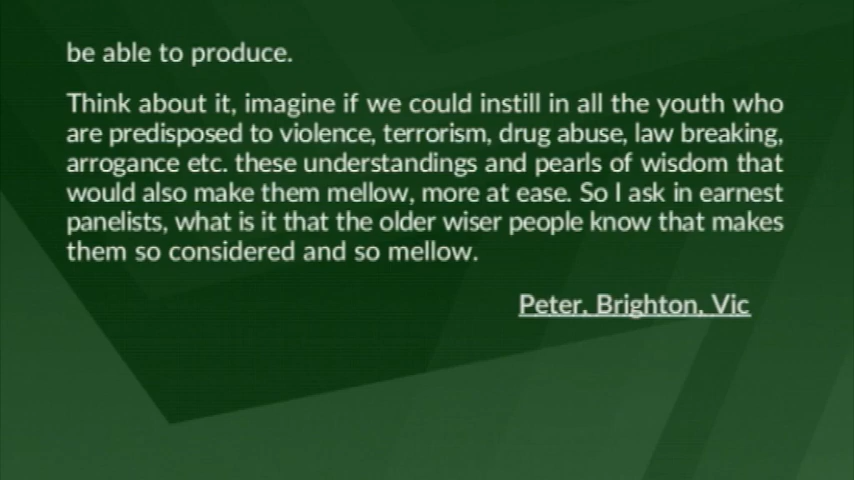 be able to produce.
Think about it, imagine if we could instill in all the youth who
are predisposed to violence, terrorism, drug abuse, law breaking,
arrogance etc. these understandings and pearls of wisdom that
would also make them mellow, more at ease. So I ask in earnest
panelists, what is it that the older wiser people know that makes
them so considered and so mellow.
Peter, Brighton, Vic